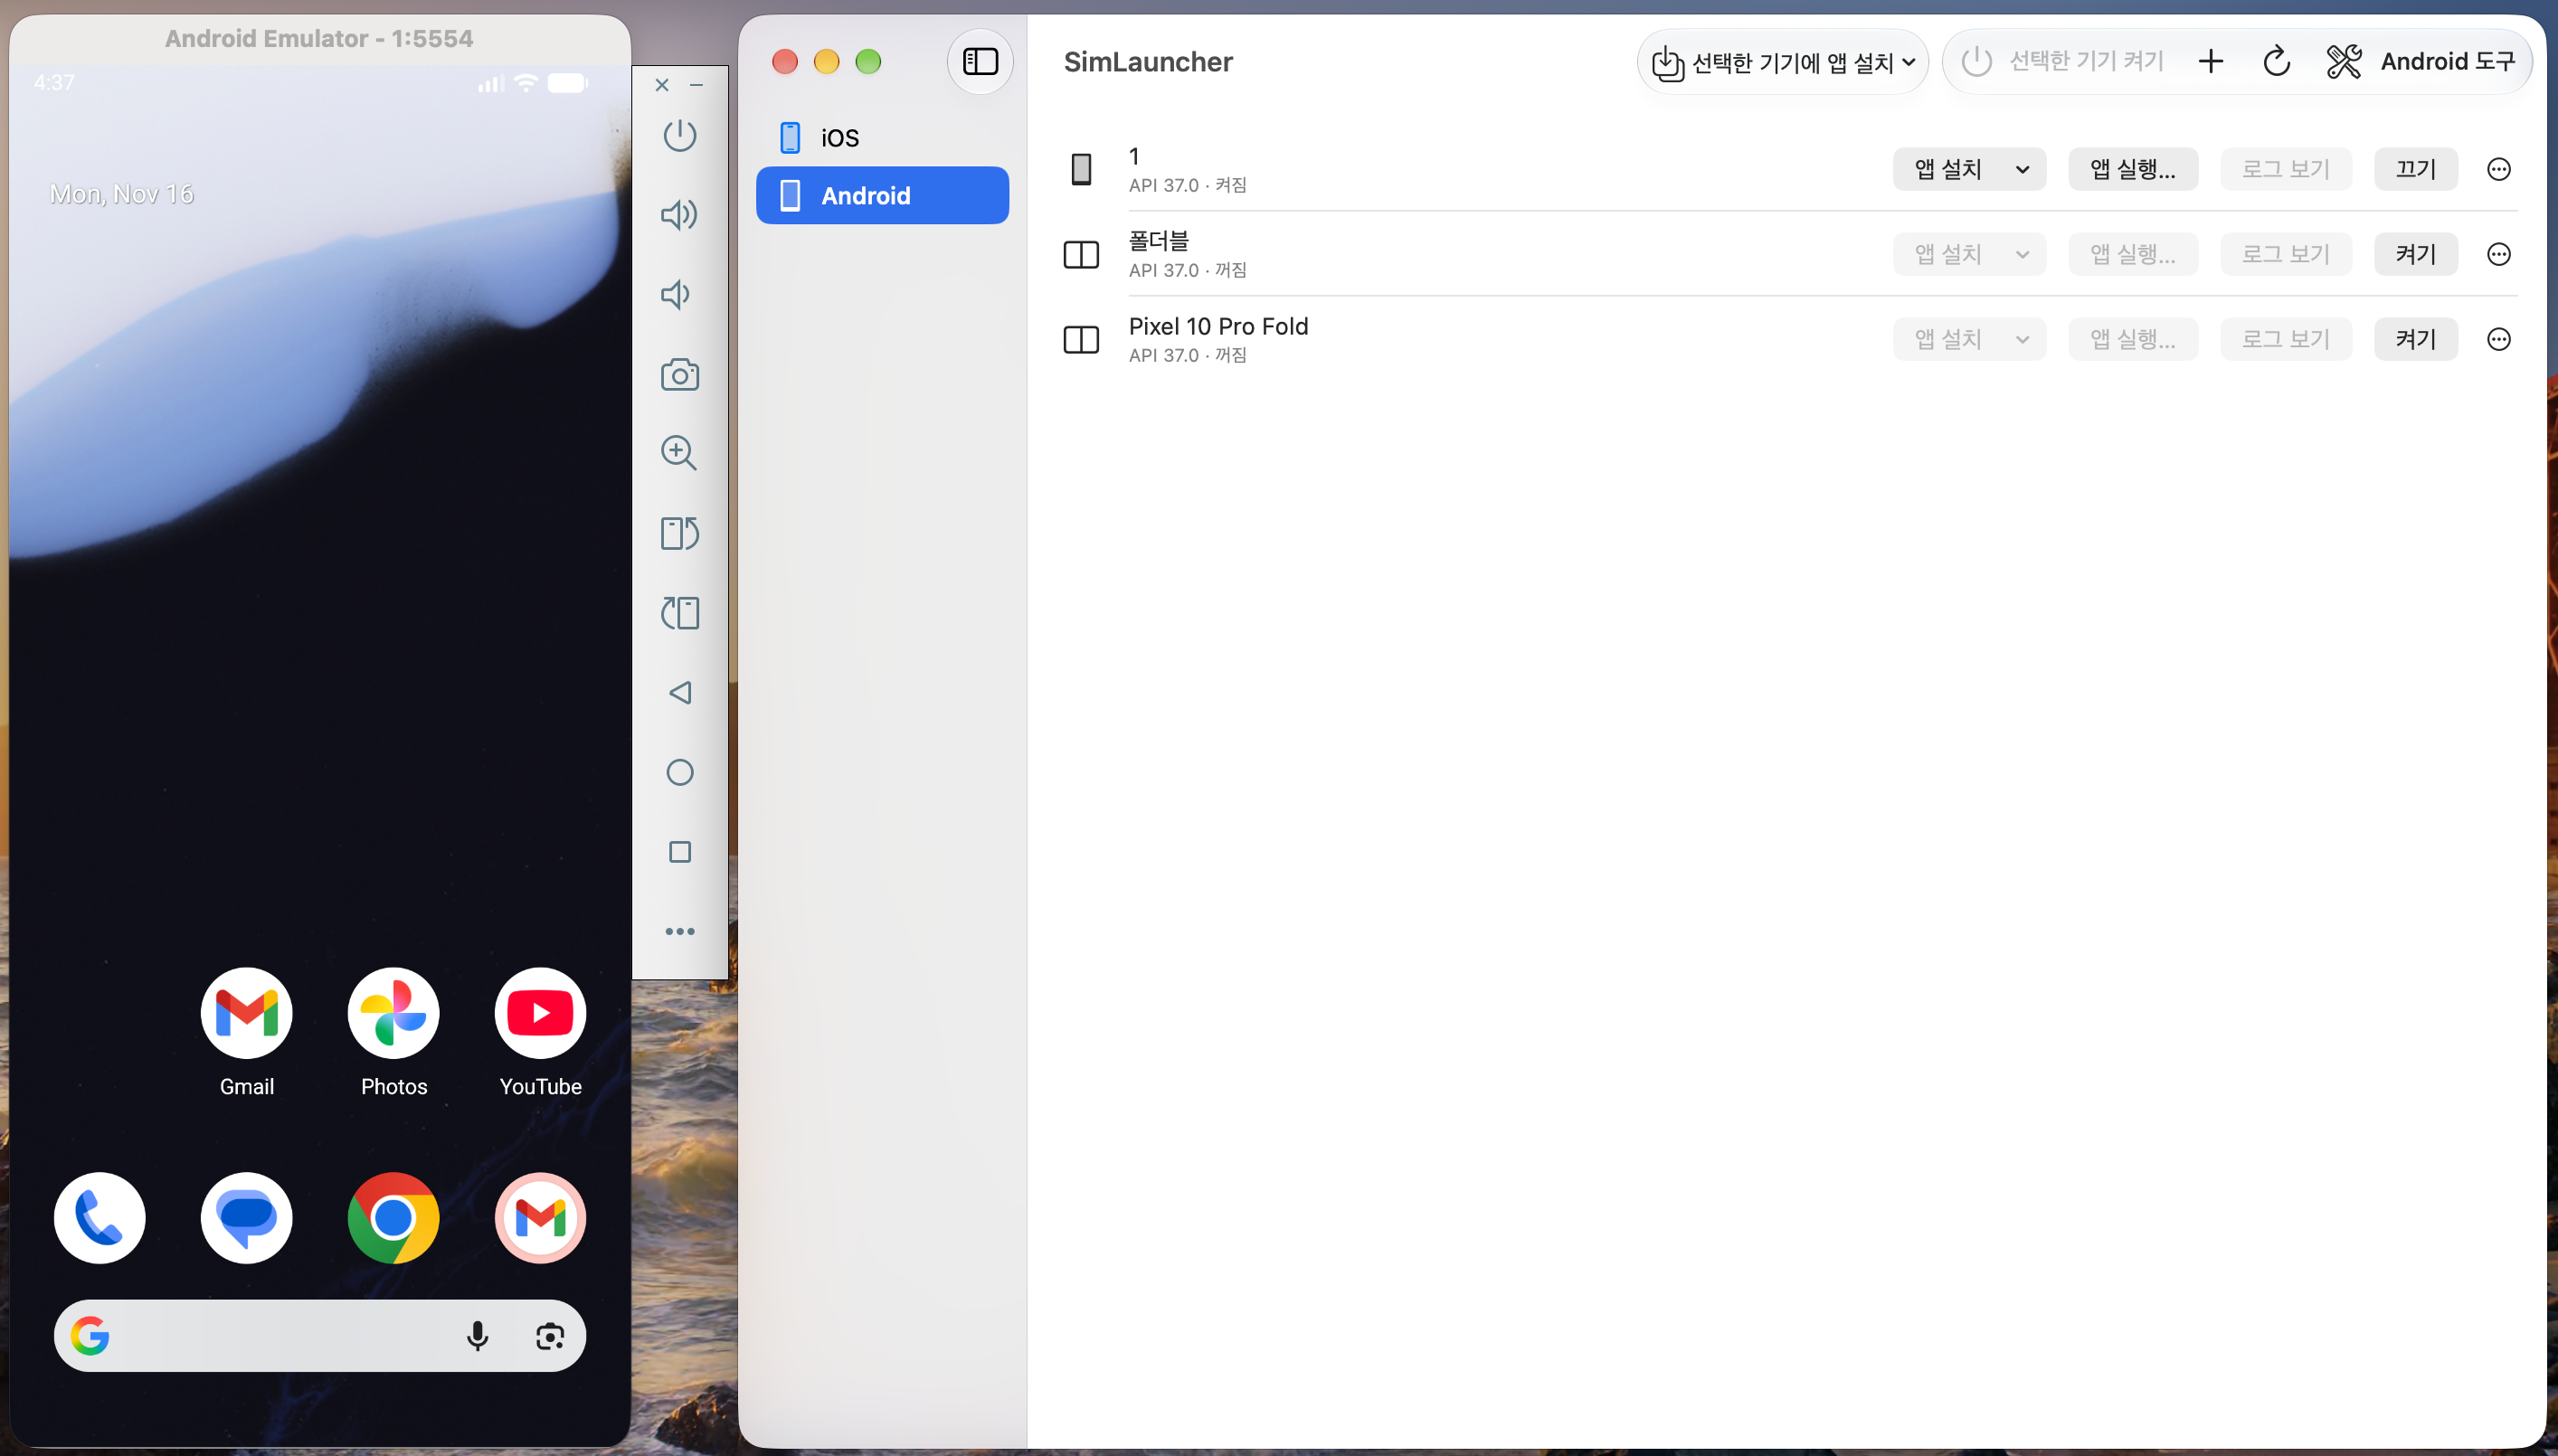 Android Emulator - 1:5554
4:37
Mon, Nov 16
Gmail
Photos
YouTube
iOS
Android
SimLauncher
선택한 기기에 앱 설치
선택한 기기 켜기
Android 도구
1
API 37.0 · 켜짐
앱 설치
앱 실행...
로그 보기
끄기
폴더블
API 37.0 · 꺼짐
앱 설치
앱 실행...
로그 보기
켜기
Pixel 10 Pro Fold
API 37.0 · 꺼짐
앱 설치
앱 실행...
로그 보기
켜기